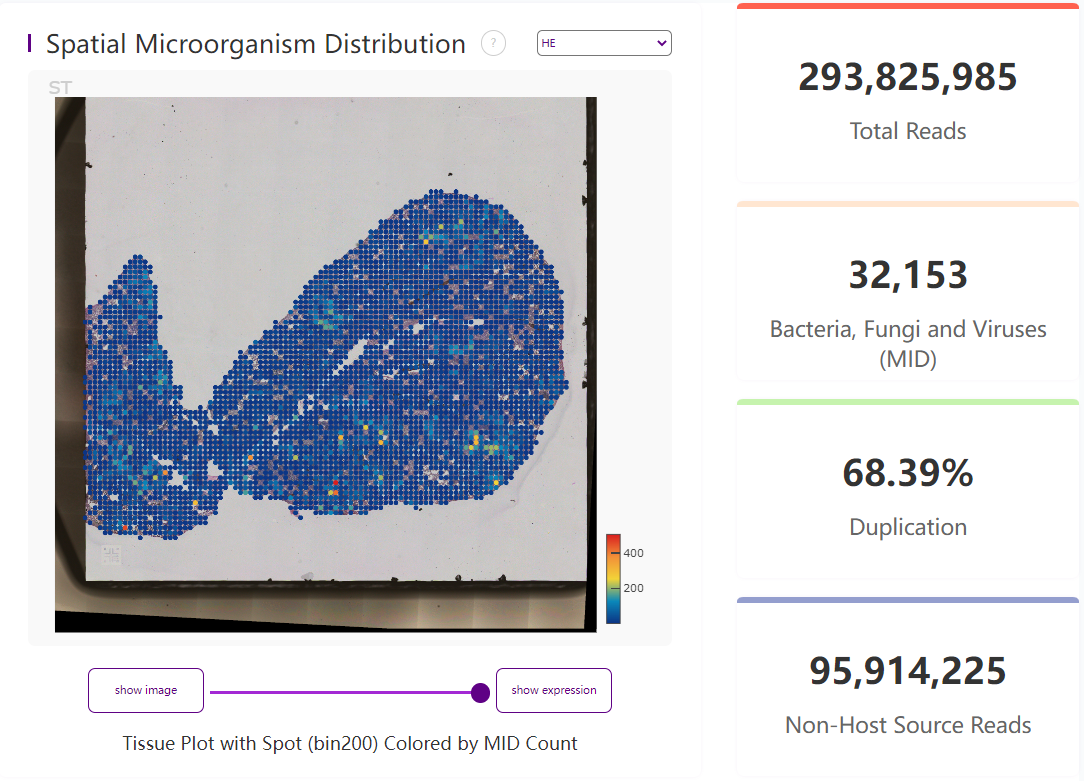 Spatial Microorganism Distribution
?
HE
ST
400
200
show image
show expression
Tissue Plot with Spot (bin200) Colored by MID Count
293,825,985
Total Reads
32,153
Bacteria, Fungi and Viruses
(MID)
68.39%
Duplication
95,914,225
Non-Host Source Reads